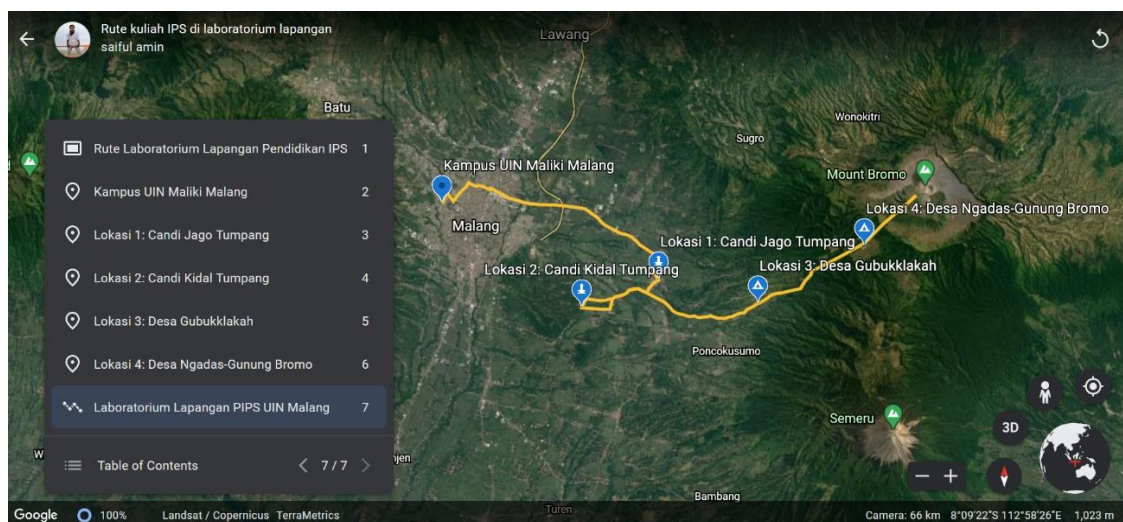 Rute kuliah IPS di laboratorium lapangan
saiful amin
Lawang
Batu
Wonokitri
Sugro
Rute Laboratorium Lapangan Pendidikan IPS 1
Kampus UIN Maliki Malang 2
Lokasi 1: Candi Jago Tumpang 3
Lokasi 2: Candi Kidal Tumpang 4
Lokasi 3: Desa Gubukklakah 5
Lokasi 4: Desa Ngadas-Gunung Bromo 6
Laboratorium Lapangan PIPS UIN Malang 7
Table of Contents
7 / 7
Kampus UIN Maliki Malang
Mount Bromo
Lokasi 4: Desa Ngadas-Gunung Bromo
Malang
Lokasi 1: Candi Jago Tumpang
Lokasi 2: Candi Kidal Tumpang
Lokasi 3: Desa Gubukklakah
Poncokusumo
Semeru
3D
Bambang
Turen
Google
100%
Landsat / Copernicus TerraMetrics
Camera: 66 km 8°09'22"S 112°58'26"E 1,023 m